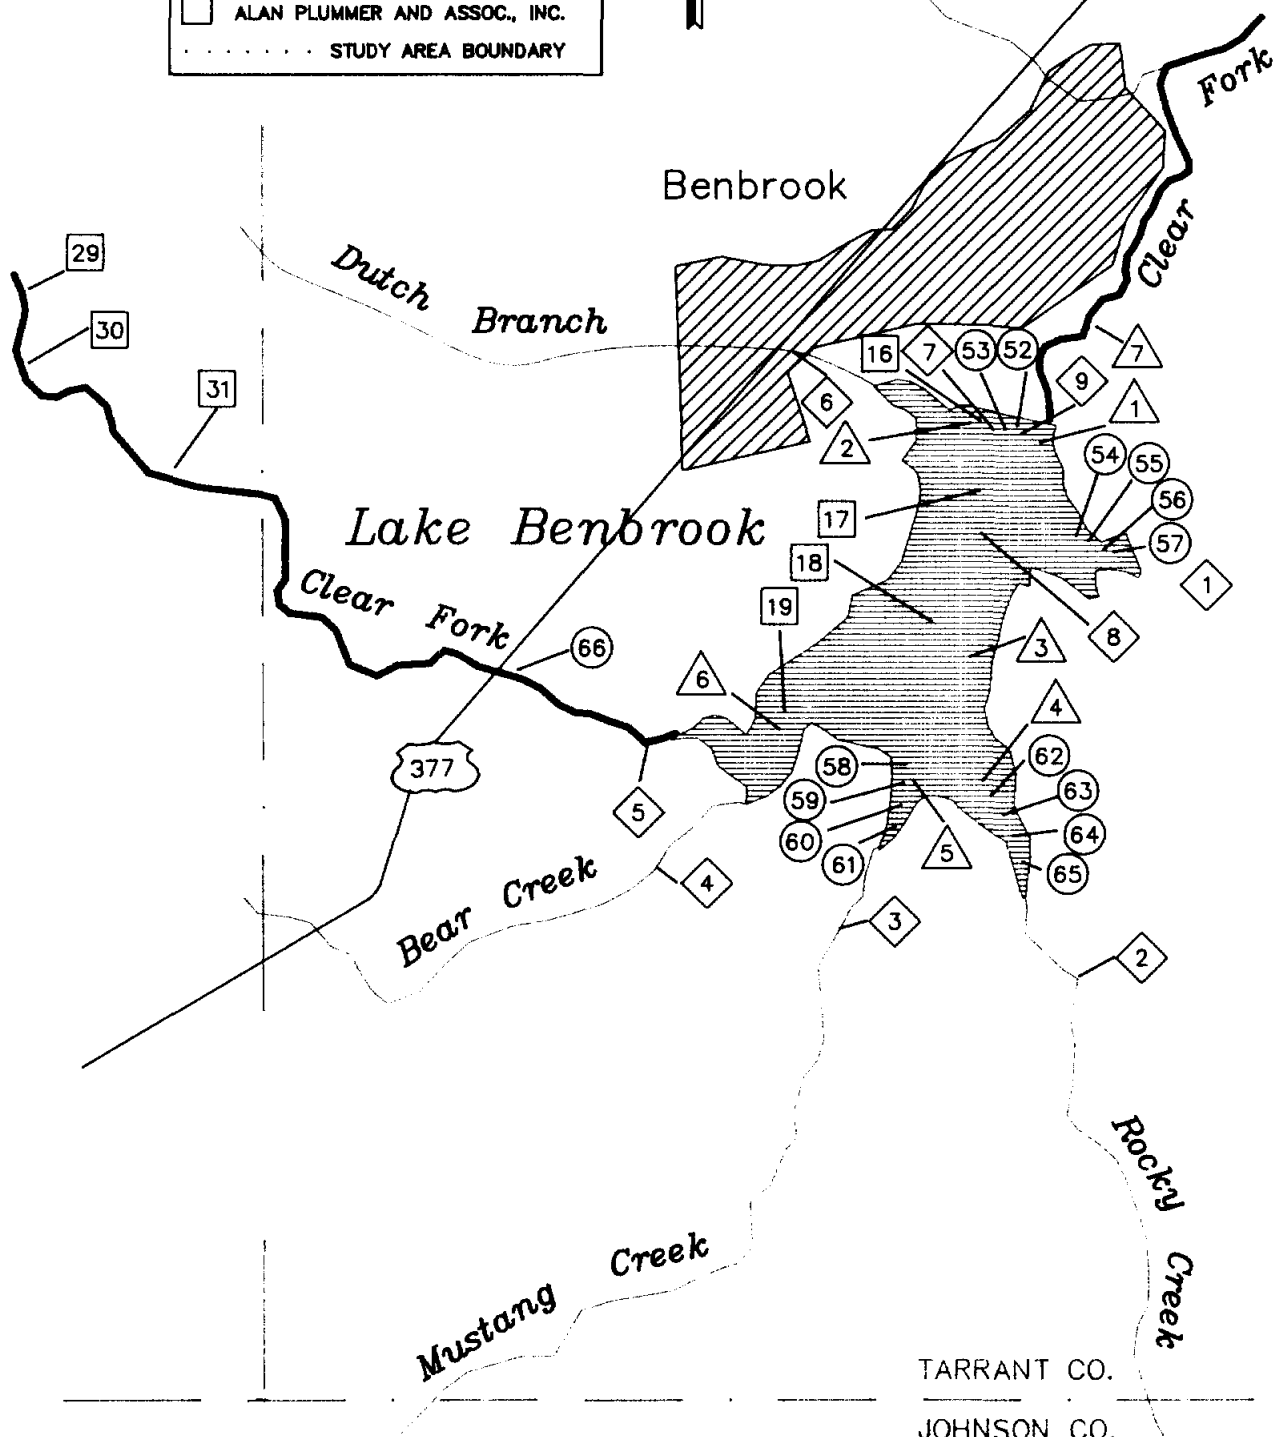 ALAN PLUMMER AND ASSOC., INC.
. . . . . . . STUDY AREA BOUNDARY
Fork
Benbrook
Clear
29
Dutch
Branch
30
16
7
53
52
7
31
6
9
1
2
54
55
56
57
Lake Benbrook
17
18
1
Clear
Fork
19
8
66
3
6
4
62
58
377
59
63
5
60
64
61
5
65
4
Bear Creek
3
2
Rocky
Creek
Mustang
Creek
TARRANT CO.
JOHNSON CO.